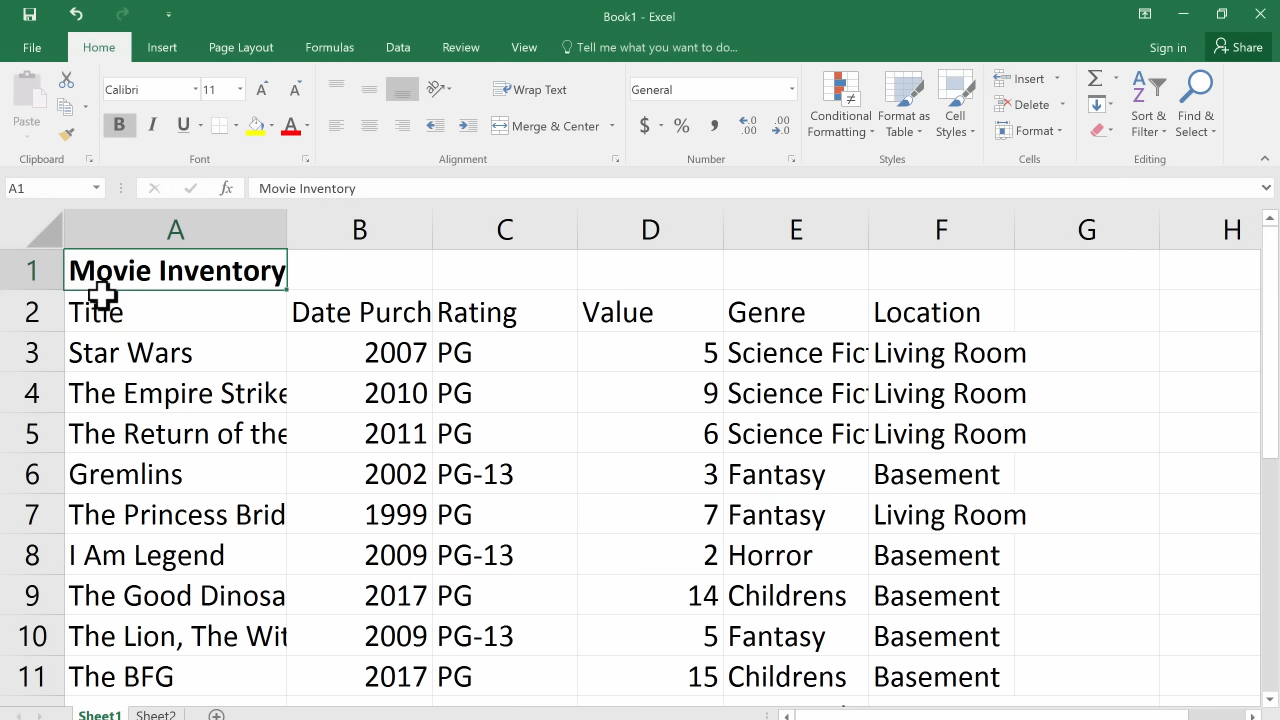 Book1 - Excel
File Home Insert Page Layout Formulas Data Review View Tell me what you want to do... Sign in Share
Paste
Clipboard
Calibri 11
B I U A
Font
Wrap Text
Merge & Center
Alignment
General
$ % ,
Number
Conditional Formatting
Format as Table
Cell Styles
Styles
Insert
Delete
Format
Cells
Sort & Filter
Find & Select
Editing
A1 fx Movie Inventory
A B C D E F G H
1 Movie Inventory
2 Title Date Purch Rating Value Genre Location
3 Star Wars 2007 PG 5 Science Fic Living Room
4 The Empire Strike 2010 PG 9 Science Fic Living Room
5 The Return of the 2011 PG 6 Science Fic Living Room
6 Gremlins 2002 PG-13 3 Fantasy Basement
7 The Princess Brid 1999 PG 7 Fantasy Living Room
8 I Am Legend 2009 PG-13 2 Horror Basement
9 The Good Dinosa 2017 PG 14 Childrens Basement
10 The Lion, The Wit 2009 PG-13 5 Fantasy Basement
11 The BFG 2017 PG 15 Childrens Basement
Sheet1 Sheet2